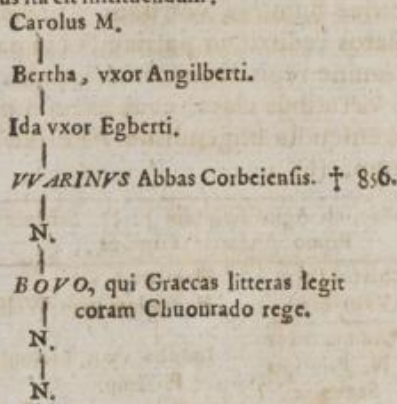 Carolus M.
Bertha, vxor Angilberti.
Ida vxor Egberti.
VVARINVS Abbas Corbeienſis. † 856.
N.
BOVO, qui Graecas litteras legit
coram Chuonrado rege.
N.
N.